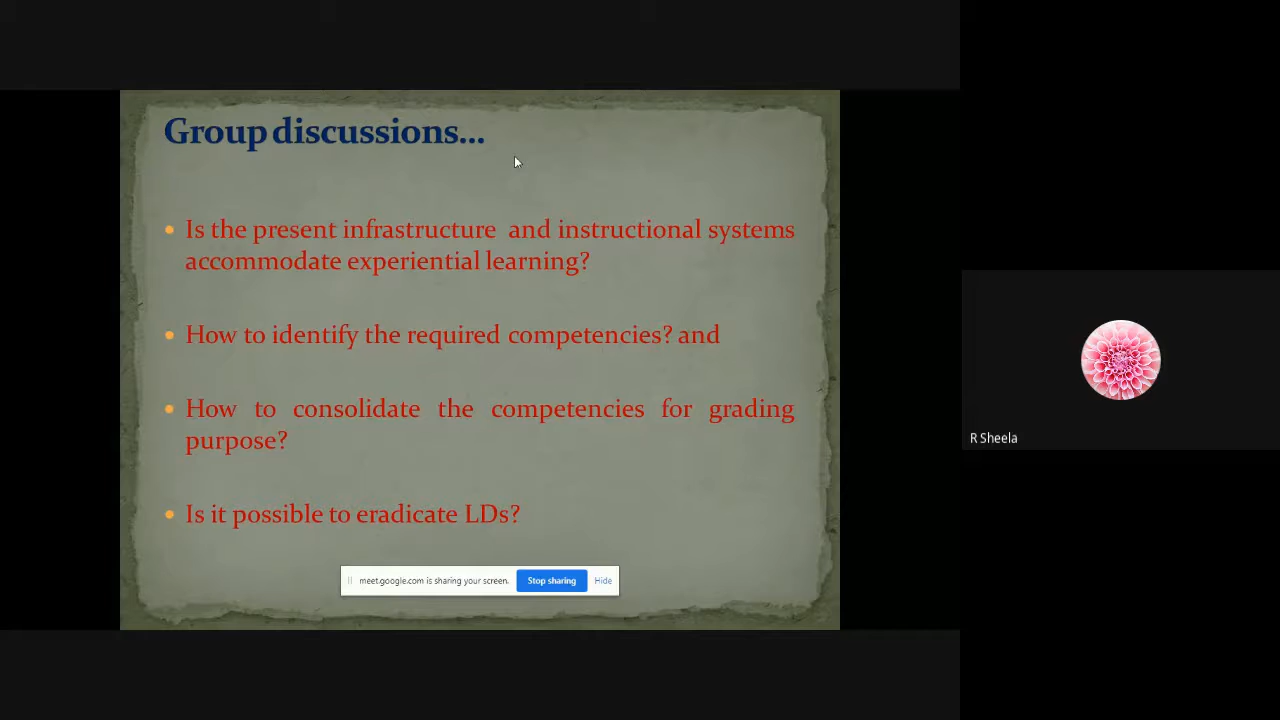 Group discussions...
Is the present infrastructure and instructional systems
accommodate experiential learning?
How to identify the required competencies? and
How to consolidate the competencies for grading
purpose?
Is it possible to eradicate LDs?
meet.google.com is sharing your screen.
Stop sharing
Hide
R Sheela